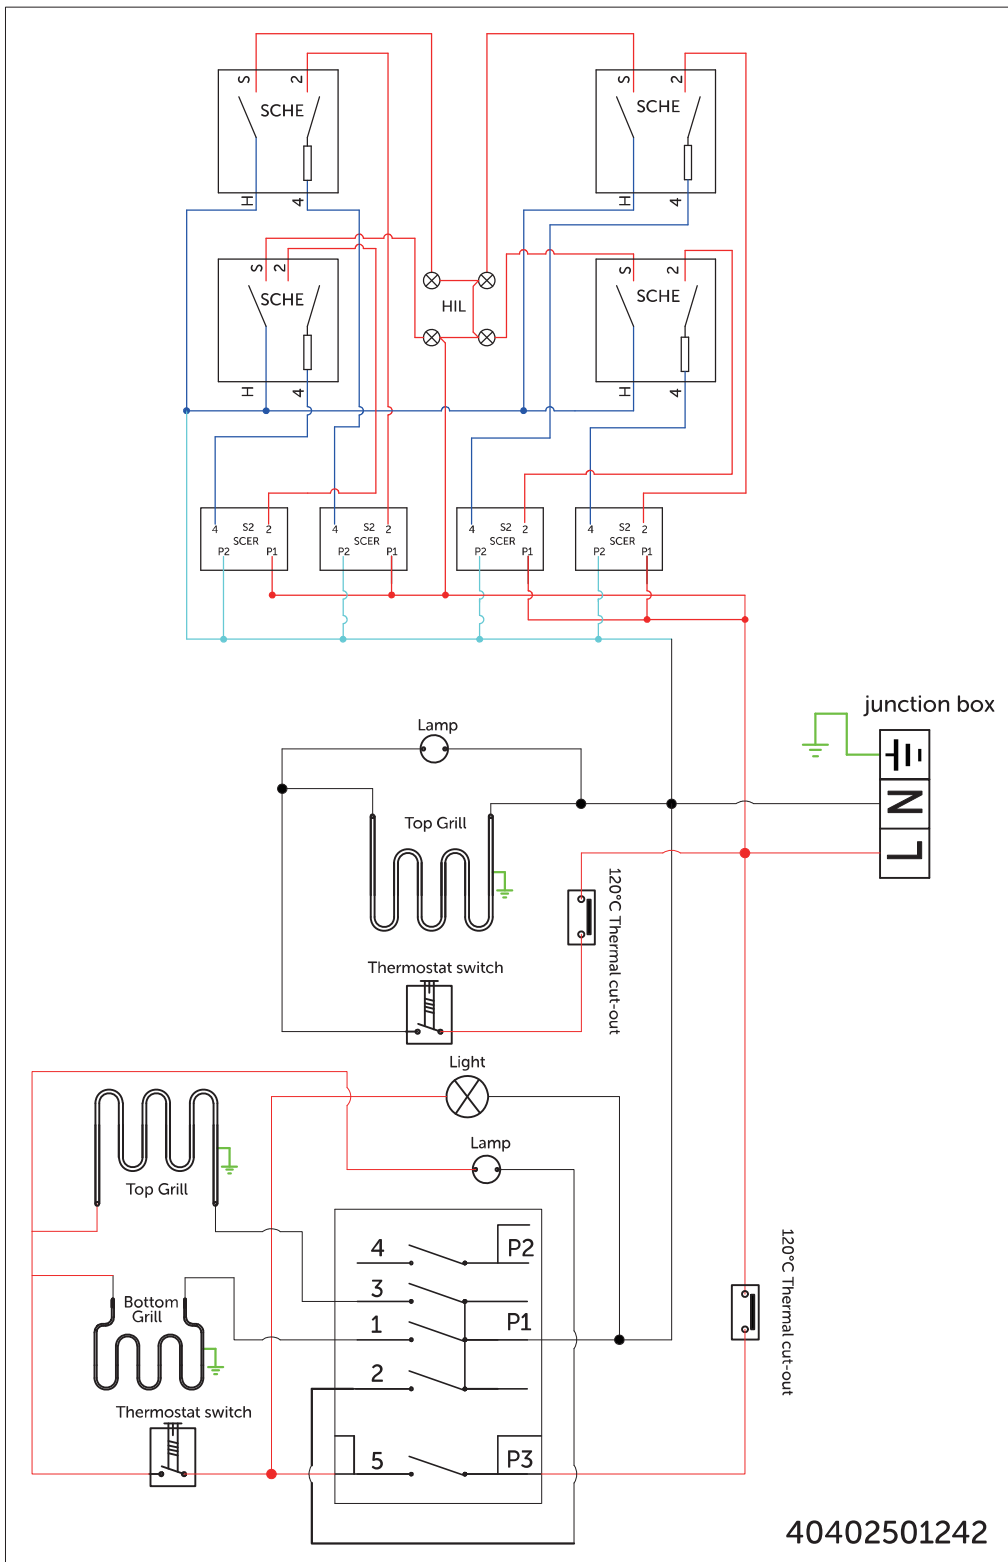 S 2
SCHE
H 4
S 2
SCHE
H 4
S 2
SCHE
H 4
S 2
SCHE
H 4
HIL
4 S2 2
SCER
P2 P1
4 S2 2
SCER
P2 P1
4 S2 2
SCER
P2 P1
4 S2 2
SCER
P2 P1
junction box
N
L
Lamp
Top Grill
120°C Thermal cut-out
Thermostat switch
Light
Lamp
Top Grill
Bottom
Grill
Thermostat switch
4 P2
3
1 P1
2
5 P3
120°C Thermal cut-out
40402501242